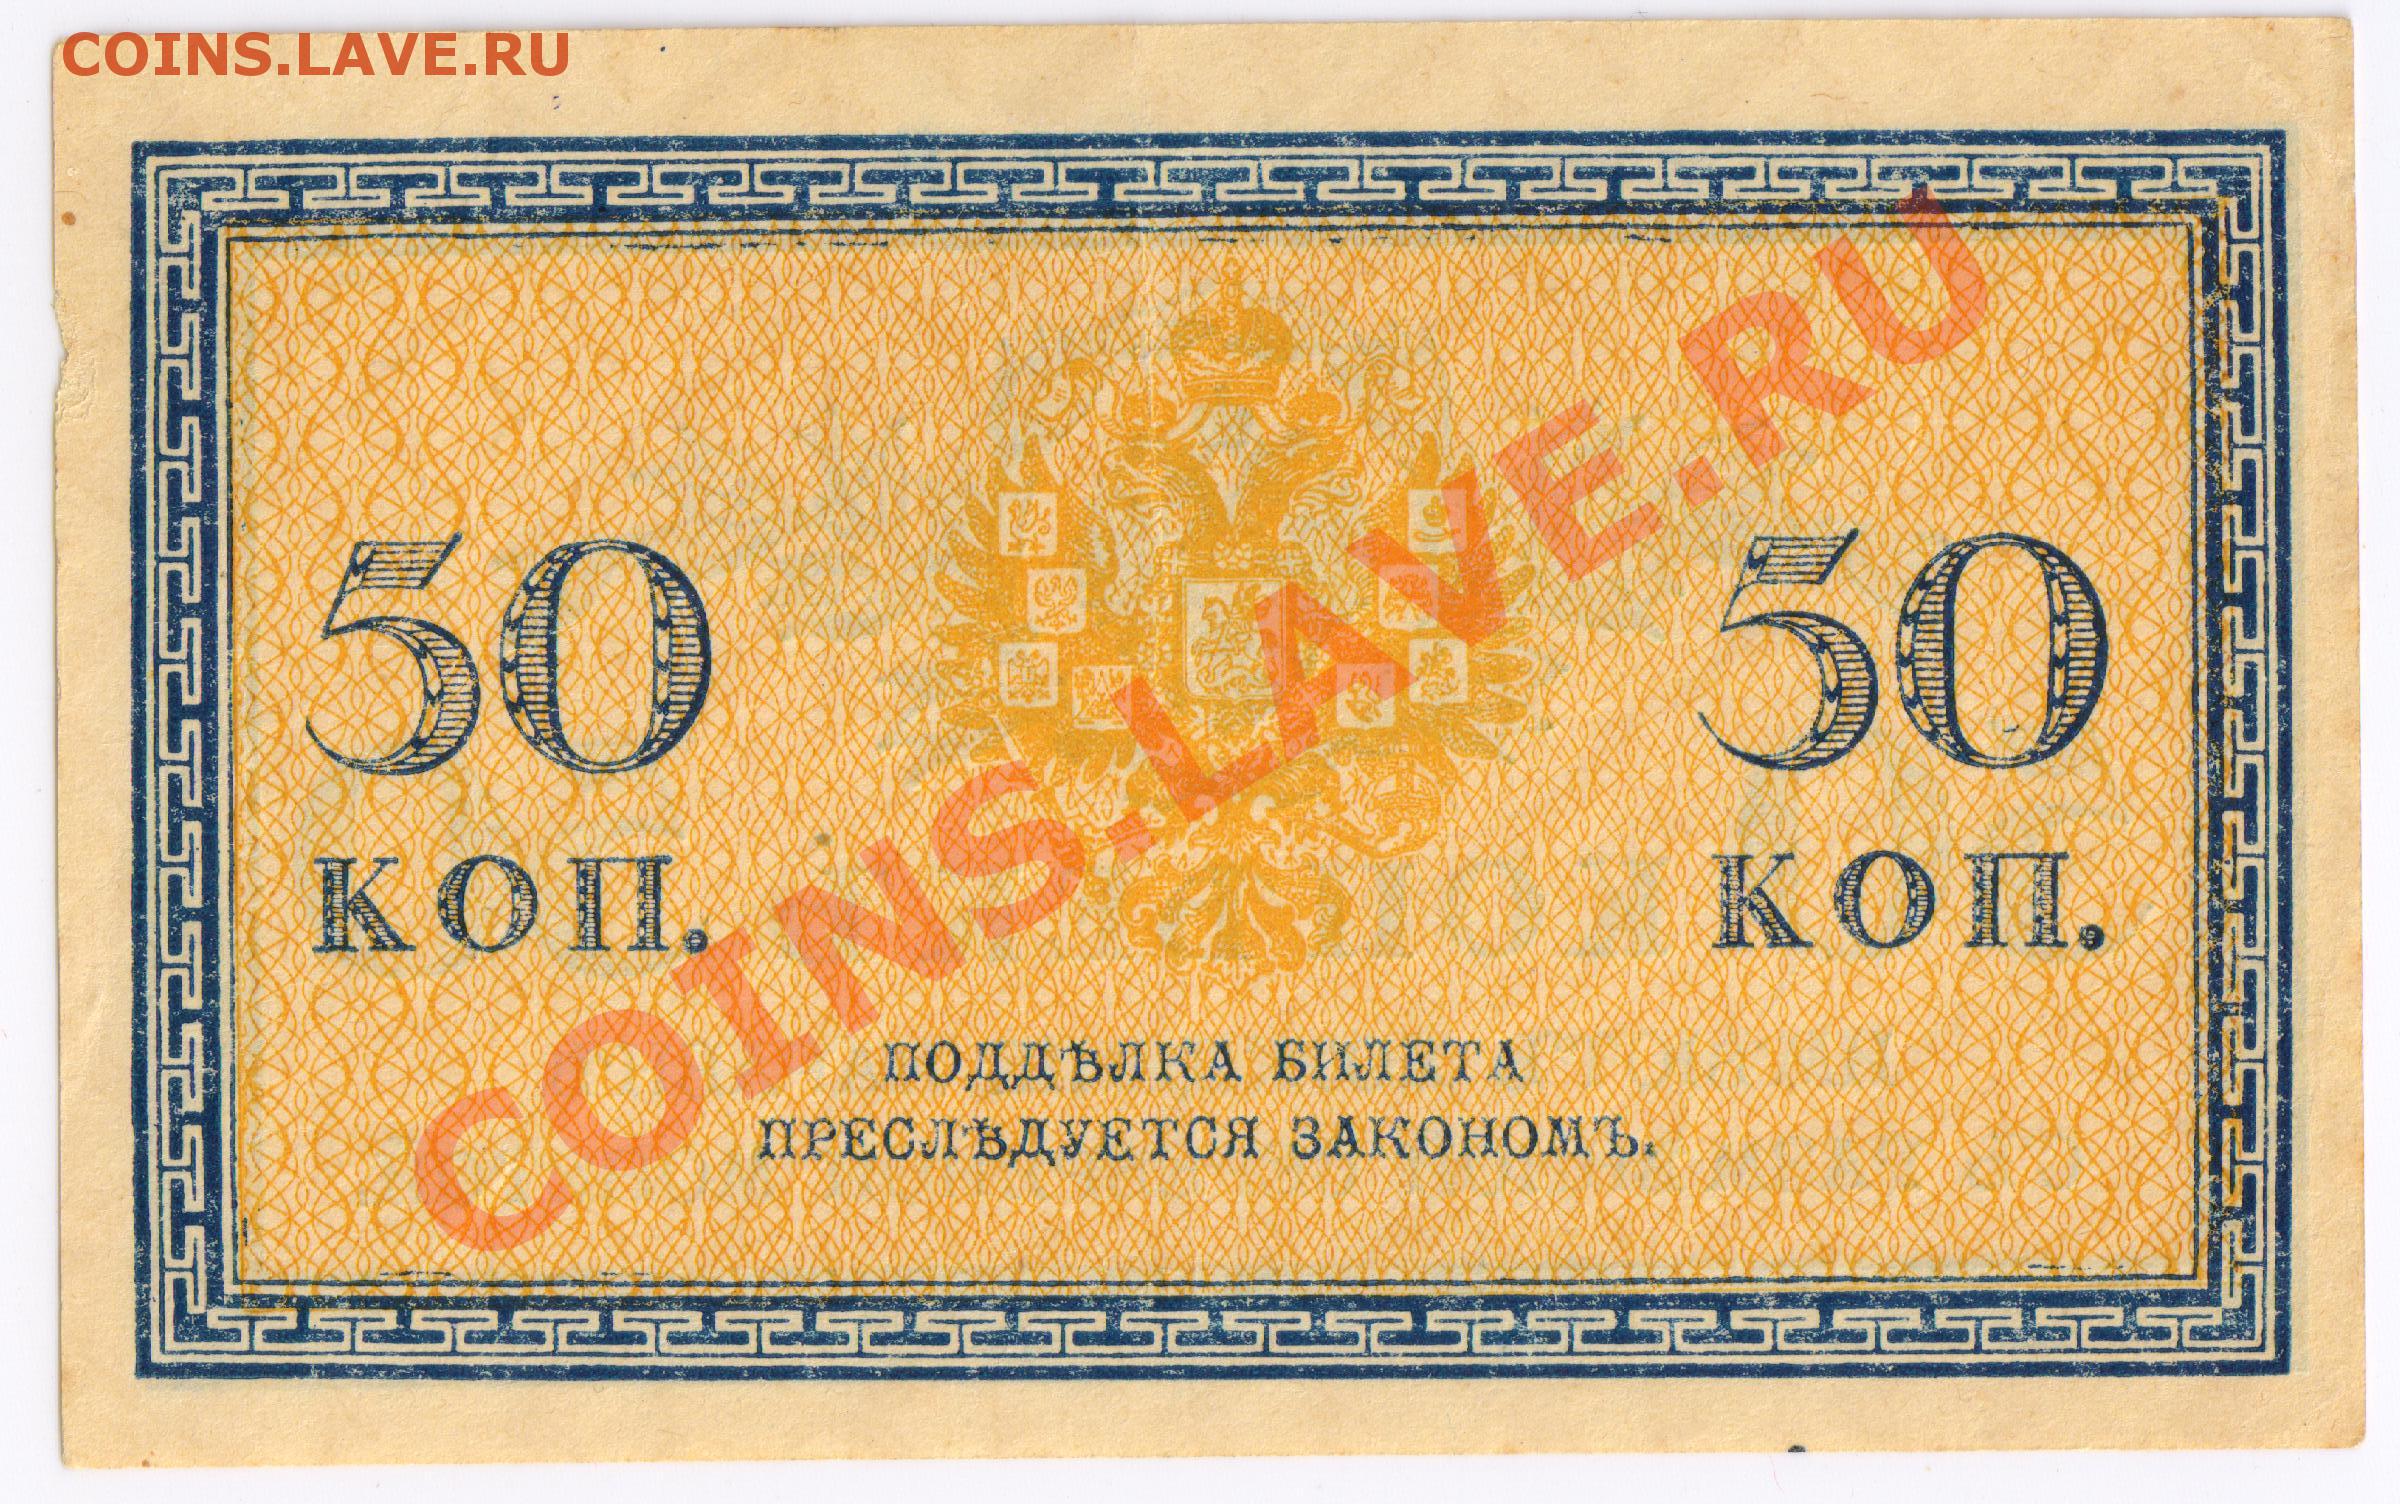 COINS.LAVE.RU
COINS.LAVE.RU
50
50
КОП.
КОП.
ПОДДѢЛКА БИЛЕТА
ПРЕСЛѢДУЕТСЯ ЗАКОНОМЪ.